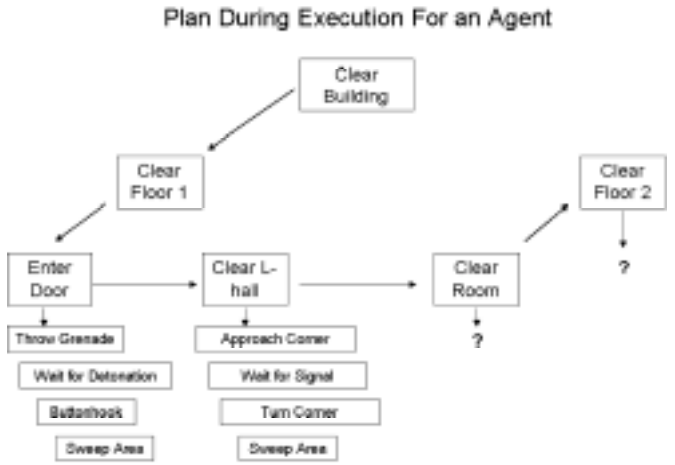 Plan During Execution For an Agent
Clear
Building
Clear
Floor 1
Clear
Floor 2
Enter
Door
Clear L-
hall
Clear
Room
?
Throw Grenade
Approach Corner
?
Wait for Detonation
Wait for Signal
Buttonhook
Turn Corner
Sweep Area
Sweep Area